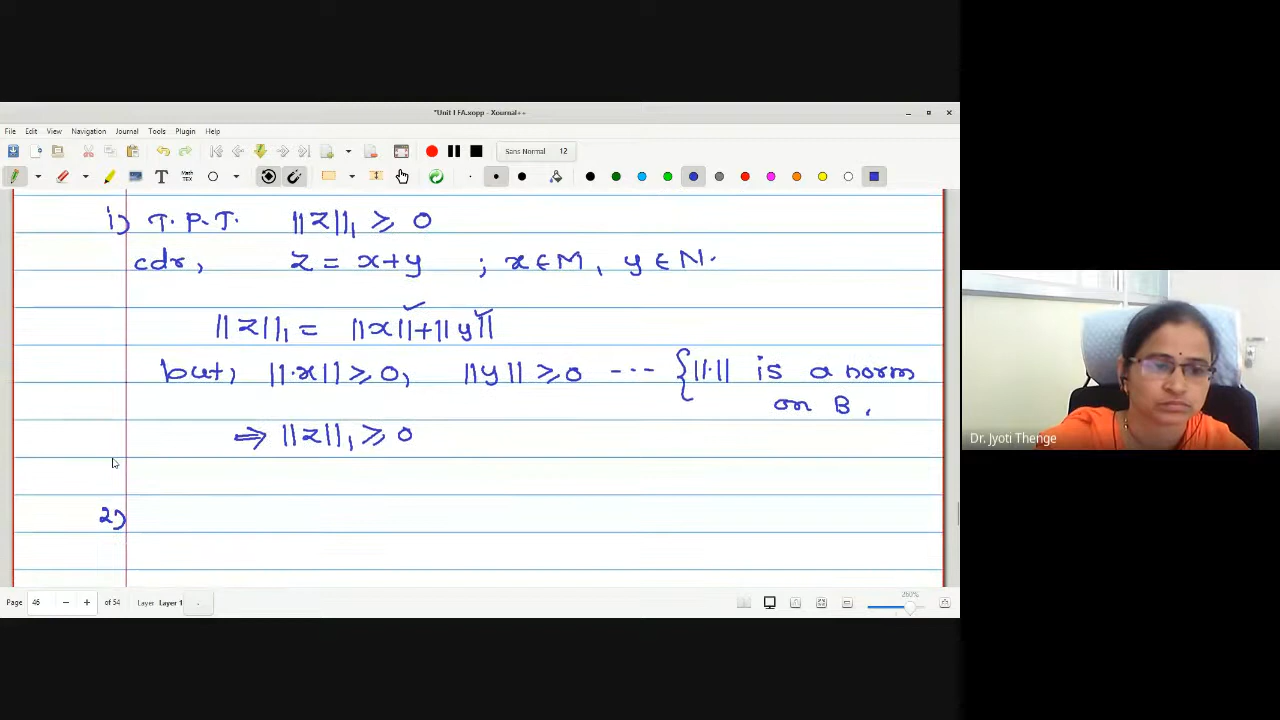 *Unit I FA.xopp - Xournal++
File Edit View Navigation Journal Tools Plugin Help
Sans Normal 12
i) T.P.T. ||z||₁ ≥ 0
cdr, z = x+y ; x ∈ M, y ∈ N.
||z||₁ = ||x|| + ||y||
but, ||x|| ≥ 0, ||y|| ≥ 0 --- {||·|| is a norm
on B.
⇒ ||z||₁ ≥ 0
2)
Dr. Jyoti Thenge
Page 46 of 54 Layer Layer 1